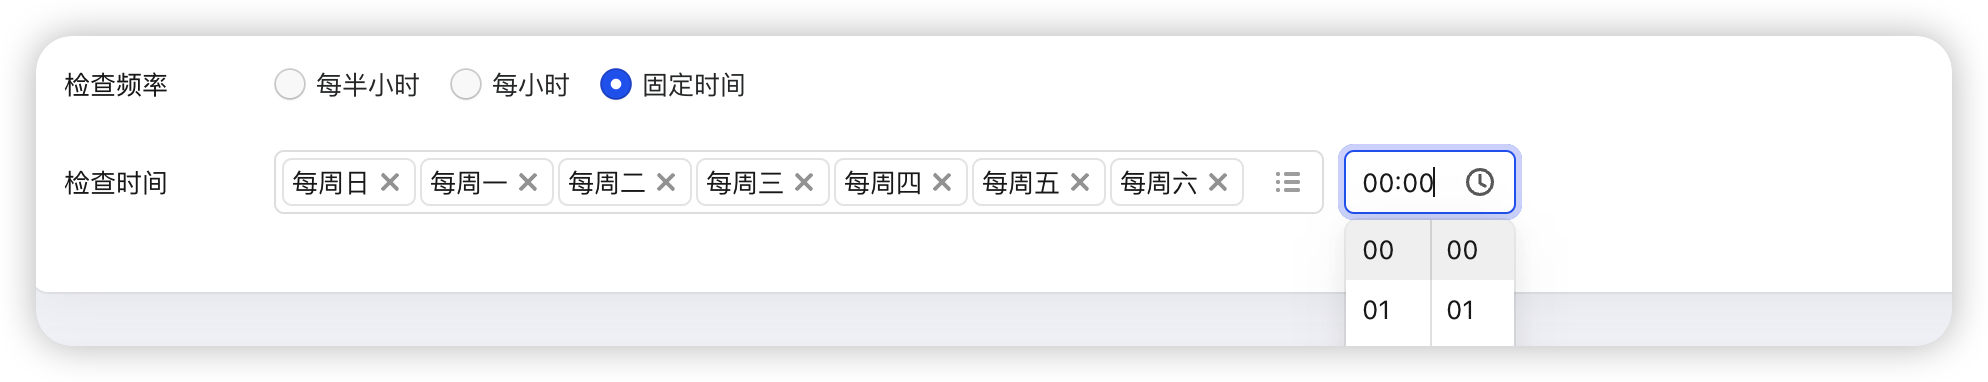 检查频率 每半小时 每小时 固定时间
检查时间 每周日 每周一 每周二 每周三 每周四 每周五 每周六 00:00
00 00
01 01